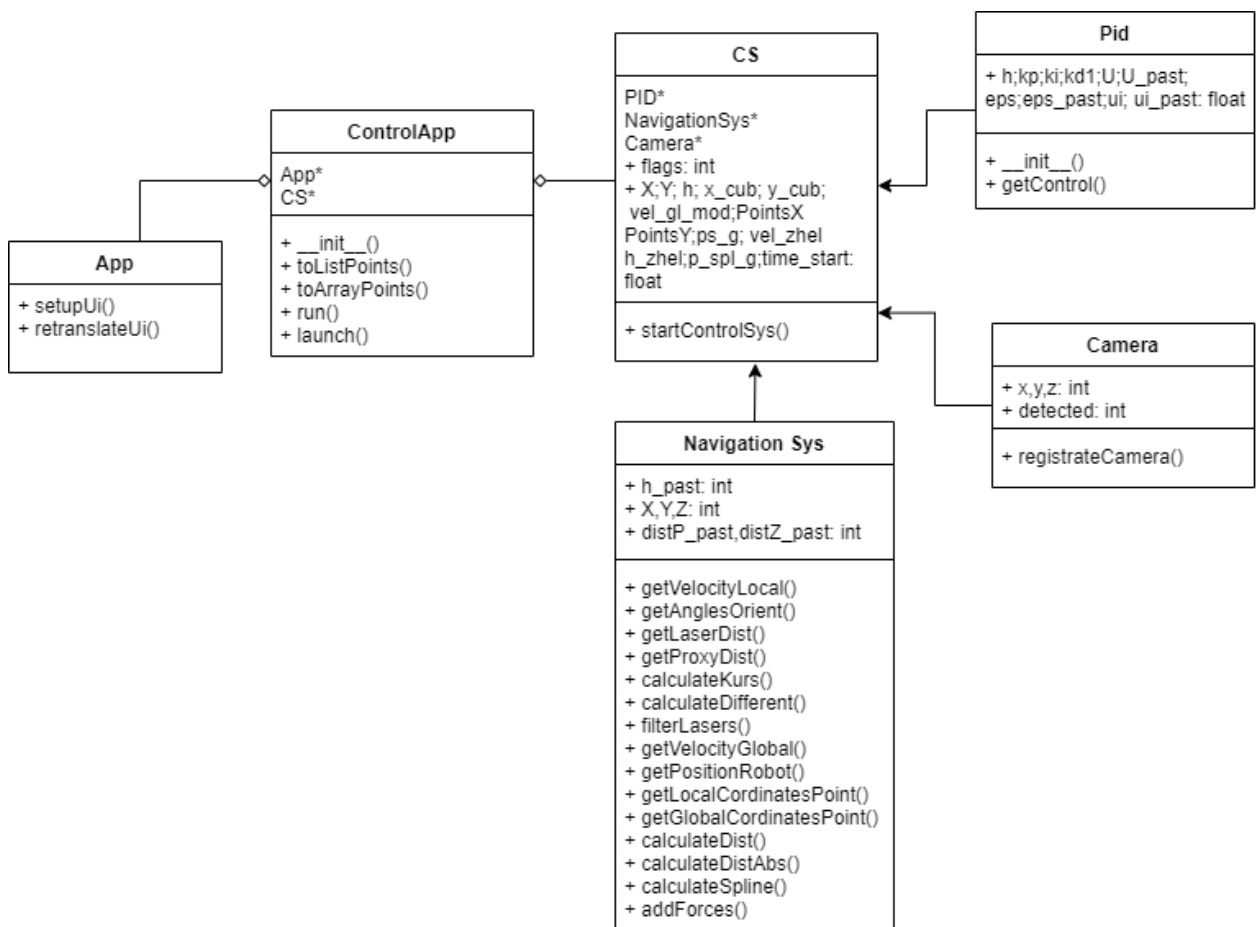 App
+ setupUi()
+ retranslateUi()
ControlApp
App*
CS*
+ __init__()
+ toListPoints()
+ toArrayPoints()
+ run()
+ launch()
CS
PID*
NavigationSys*
Camera*
+ flags: int
+ X;Y; h; x_cub; y_cub;
vel_gl_mod;PointsX
PointsY;ps_g; vel_zhel
h_zhel;p_spl_g;time_start:
float
+ startControlSys()
Pid
+ h;kp;ki;kd1;U;U_past;
eps;eps_past;ui; ui_past: float
+ __init__()
+ getControl()
Camera
+ x,y,z: int
+ detected: int
+ registrateCamera()
Navigation Sys
+ h_past: int
+ X,Y,Z: int
+ distP_past,distZ_past: int
+ getVelocityLocal()
+ getAnglesOrient()
+ getLaserDist()
+ getProxyDist()
+ calculateKurs()
+ calculateDifferent()
+ filterLasers()
+ getVelocityGlobal()
+ getPositionRobot()
+ getLocalCordinatesPoint()
+ getGlobalCordinatesPoint()
+ calculateDist()
+ calculateDistAbs()
+ calculateSpline()
+ addForces()